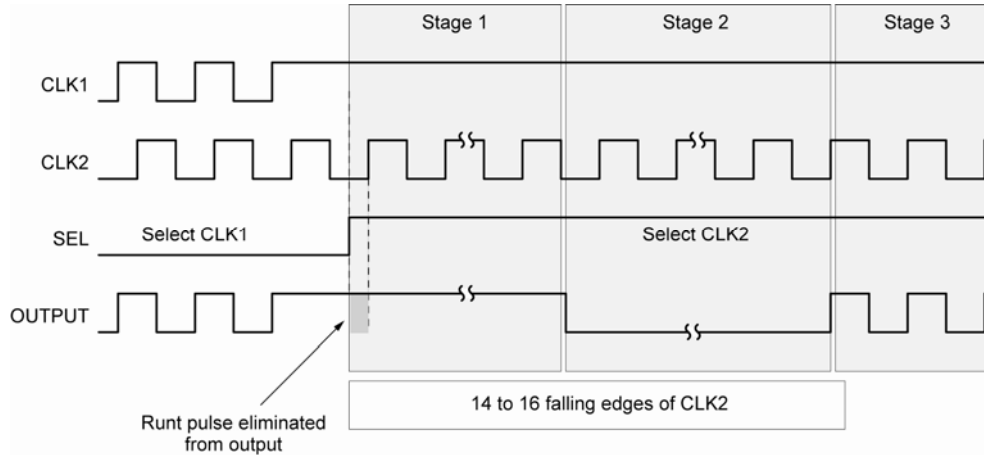 Stage 1
Stage 2
Stage 3
CLK1
CLK2
SEL
Select CLK1
Select CLK2
OUTPUT
14 to 16 falling edges of CLK2
Runt pulse eliminated
from output